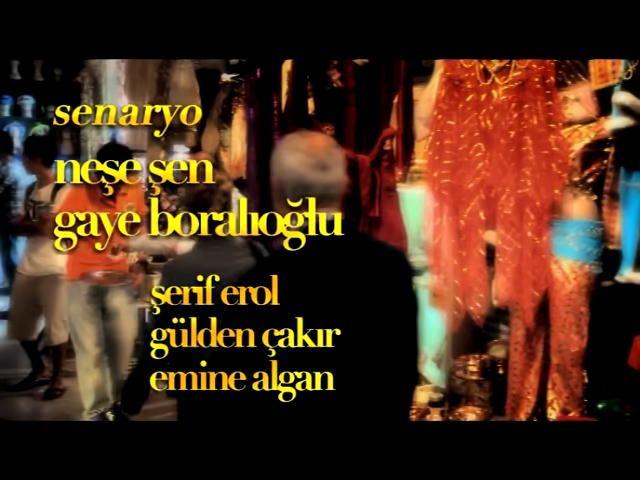 senaryo
neşe şen
gaye boralıoğlu
şerif erol
gülden çakır
emine algan